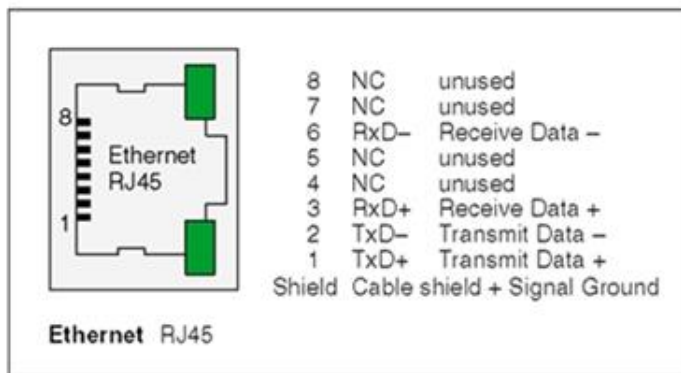 8
Ethernet
RJ45
1
8 NC unused
7 NC unused
6 RxD– Receive Data –
5 NC unused
4 NC unused
3 RxD+ Receive Data +
2 TxD– Transmit Data –
1 TxD+ Transmit Data +
Shield Cable shield + Signal Ground
Ethernet RJ45